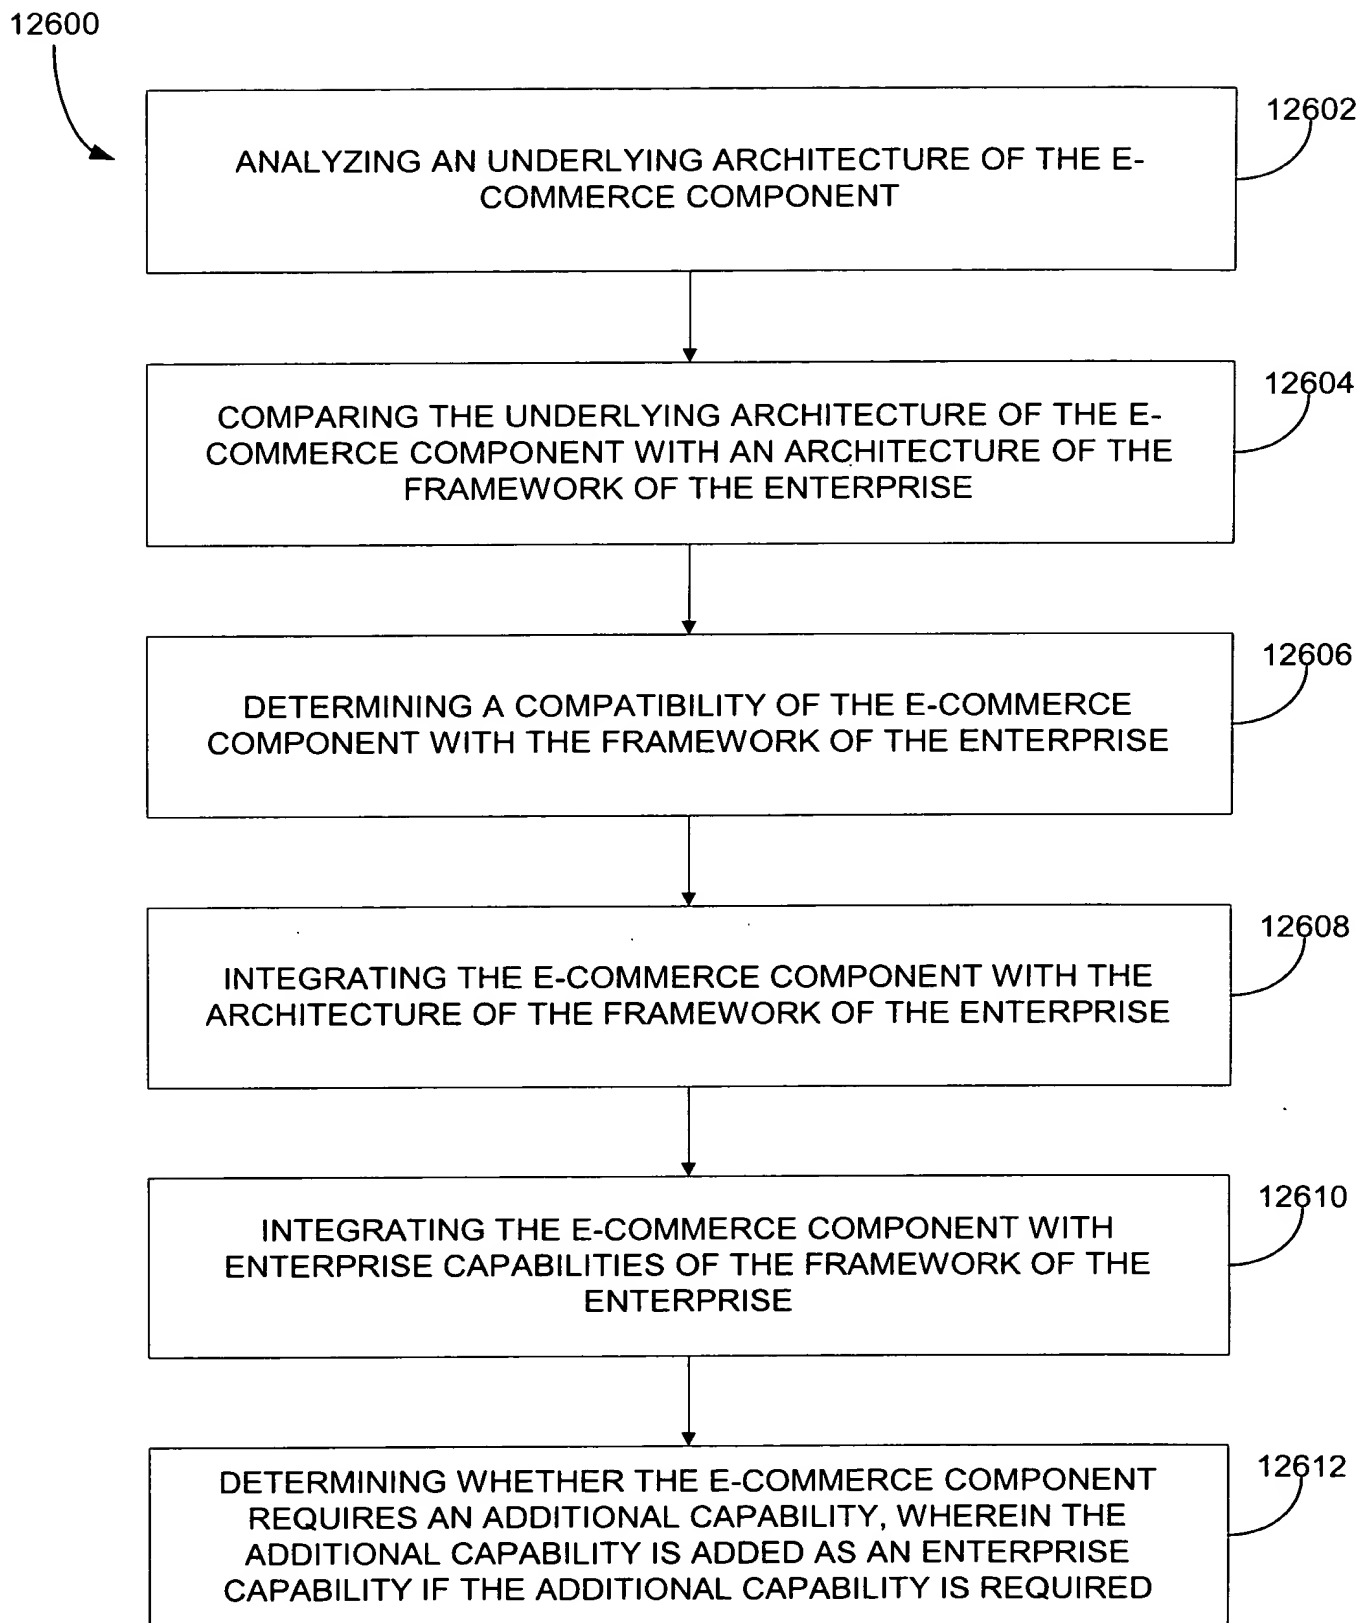 12600
12602
ANALYZING AN UNDERLYING ARCHITECTURE OF THE E-
COMMERCE COMPONENT
12604
COMPARING THE UNDERLYING ARCHITECTURE OF THE E-
COMMERCE COMPONENT WITH AN ARCHITECTURE OF THE
FRAMEWORK OF THE ENTERPRISE
12606
DETERMINING A COMPATIBILITY OF THE E-COMMERCE
COMPONENT WITH THE FRAMEWORK OF THE ENTERPRISE
12608
INTEGRATING THE E-COMMERCE COMPONENT WITH THE
ARCHITECTURE OF THE FRAMEWORK OF THE ENTERPRISE
12610
INTEGRATING THE E-COMMERCE COMPONENT WITH
ENTERPRISE CAPABILITIES OF THE FRAMEWORK OF THE
ENTERPRISE
12612
DETERMINING WHETHER THE E-COMMERCE COMPONENT
REQUIRES AN ADDITIONAL CAPABILITY, WHEREIN THE
ADDITIONAL CAPABILITY IS ADDED AS AN ENTERPRISE
CAPABILITY IF THE ADDITIONAL CAPABILITY IS REQUIRED